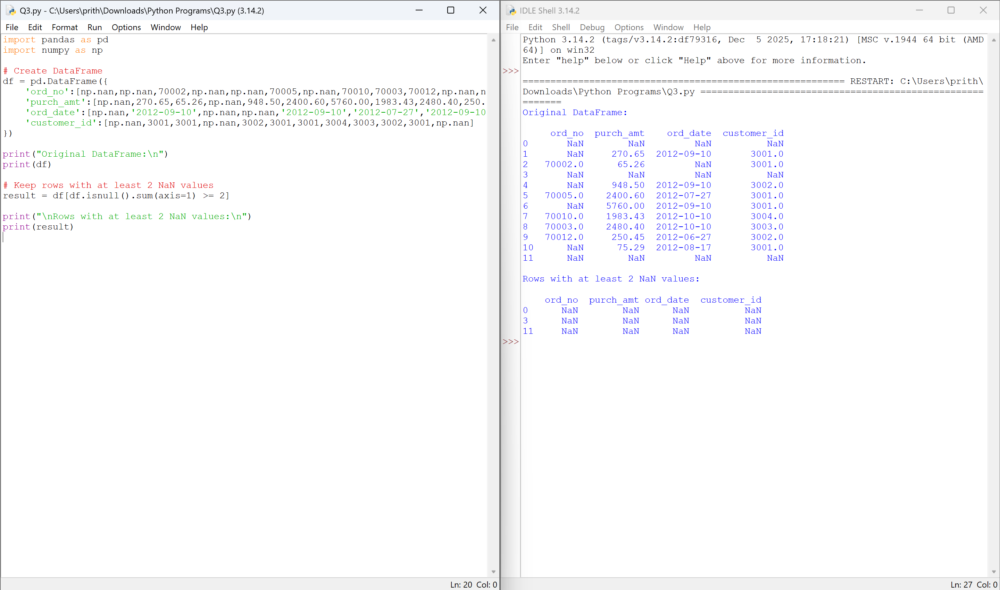 Q3.py - C:\Users\prith\Downloads\Python Programs\Q3.py (3.14.2)
File Edit Format Run Options Window Help
import pandas as pd
import numpy as np

# Create DataFrame
df = pd.DataFrame({
    'ord_no':[np.nan,np.nan,70002,np.nan,np.nan,70005,np.nan,70010,70003,70012,np.nan,n
    'purch_amt':[np.nan,270.65,65.26,np.nan,948.50,2400.60,5760.00,1983.43,2480.40,250.
    'ord_date':[np.nan,'2012-09-10',np.nan,np.nan,'2012-09-10','2012-07-27','2012-09-10
    'customer_id':[np.nan,3001,3001,np.nan,3002,3001,3001,3004,3003,3002,3001,np.nan]
})

print("Original DataFrame:\n")
print(df)

# Keep rows with at least 2 NaN values
result = df[df.isnull().sum(axis=1) >= 2]

print("\nRows with at least 2 NaN values:\n")
print(result)
Ln: 20 Col: 0
IDLE Shell 3.14.2
File Edit Shell Debug Options Window Help
Python 3.14.2 (tags/v3.14.2:df79316, Dec  5 2025, 17:18:21) [MSC v.1944 64 bit (AMD
64)] on win32
Enter "help" below or click "Help" above for more information.
>>>
========================================================== RESTART: C:\Users\prith\
Downloads\Python Programs\Q3.py ===================================================
=======
Original DataFrame:

     ord_no  purch_amt    ord_date  customer_id
0       NaN        NaN         NaN          NaN
1       NaN     270.65  2012-09-10       3001.0
2   70002.0      65.26         NaN       3001.0
3       NaN        NaN         NaN          NaN
4       NaN     948.50  2012-09-10       3002.0
5   70005.0    2400.60  2012-07-27       3001.0
6       NaN    5760.00  2012-09-10       3001.0
7   70010.0    1983.43  2012-10-10       3004.0
8   70003.0    2480.40  2012-10-10       3003.0
9   70012.0     250.45  2012-06-27       3002.0
10      NaN      75.29  2012-08-17       3001.0
11      NaN        NaN         NaN          NaN

Rows with at least 2 NaN values:

    ord_no  purch_amt ord_date  customer_id
0      NaN        NaN      NaN          NaN
3      NaN        NaN      NaN          NaN
11     NaN        NaN      NaN          NaN
>>>
Ln: 27 Col: 0